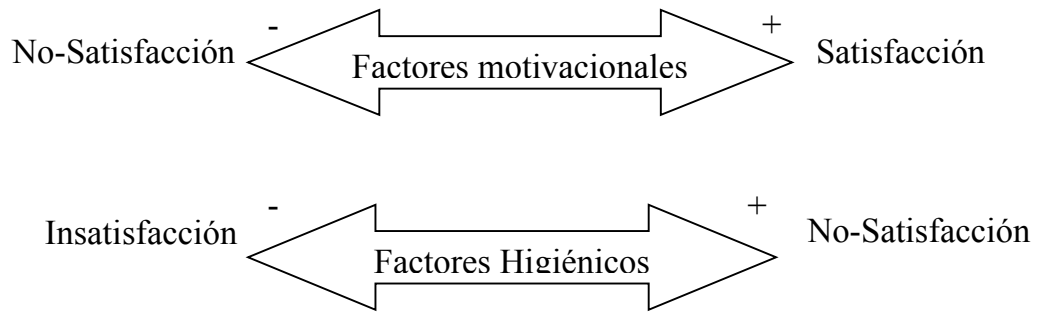 - +
No-Satisfacción Factores motivacionales Satisfacción
- +
Insatisfacción Factores Higiénicos No-Satisfacción